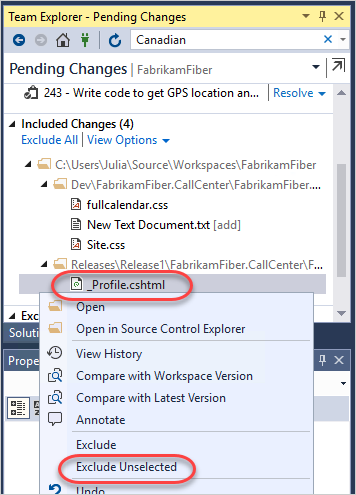 Team Explorer - Pending Changes
Canadian
Pending Changes | FabrikamFiber
243 - Write code to get GPS location an... Resolve
Included Changes (4)
Exclude All | View Options
C:\Users\Julia\Source\Workspaces\FabrikamFiber
Dev\FabrikamFiber.CallCenter\FabrikamFiber...
fullcalendar.css
New Text Document.txt [add]
Site.css
Releases\Release1\FabrikamFiber.CallCenter\F...
_Profile.cshtml
Exc
Open
Solu
Open in Source Control Explorer
Prope
View History
Compare with Workspace Version
Compare with Latest Version
Annotate
Exclude
Exclude Unselected
Undo